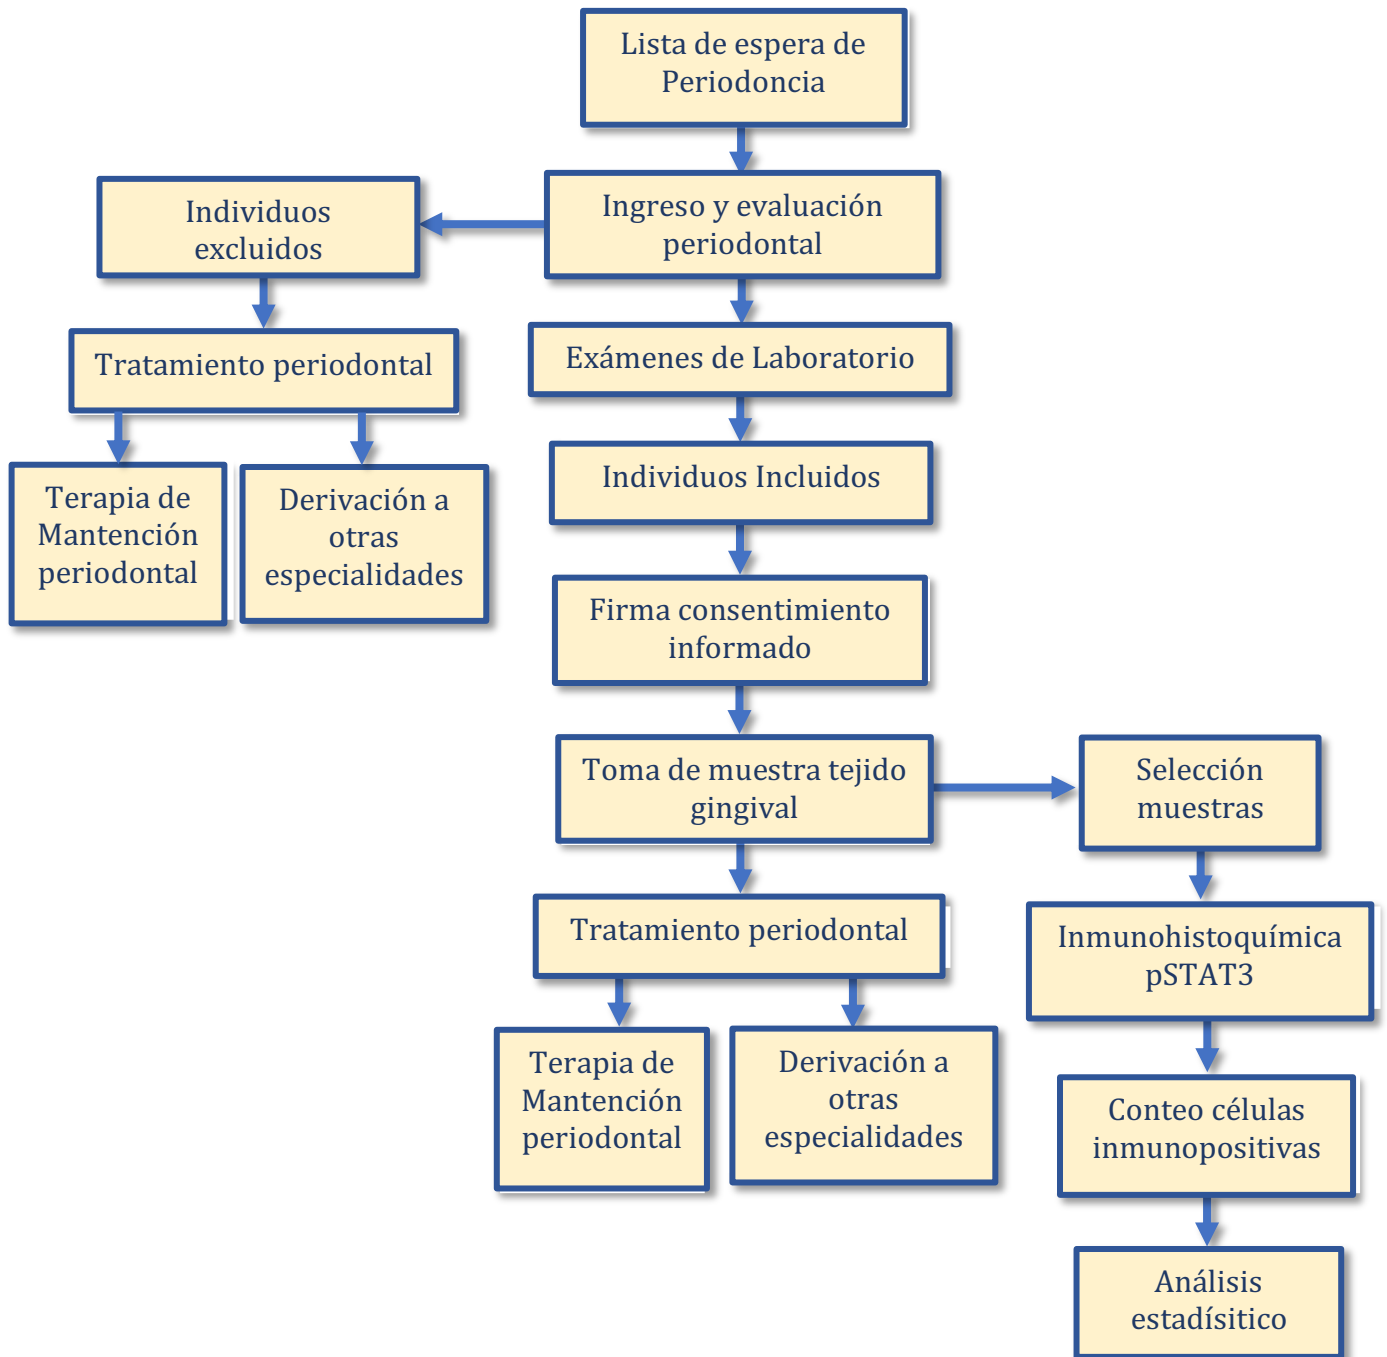 Lista de espera de
Periodoncia
Individuos
excluidos
Ingreso y evaluación
periodontal
Tratamiento periodontal
Exámenes de Laboratorio
Terapia de
Mantención
periodontal
Derivación a
otras
especialidades
Individuos Incluidos
Firma consentimiento
informado
Toma de muestra tejido
gingival
Selección
muestras
Tratamiento periodontal
Inmunohistoquímica
pSTAT3
Terapia de
Mantención
periodontal
Derivación a
otras
especialidades
Conteo células
inmunopositivas
Análisis
estadísitico